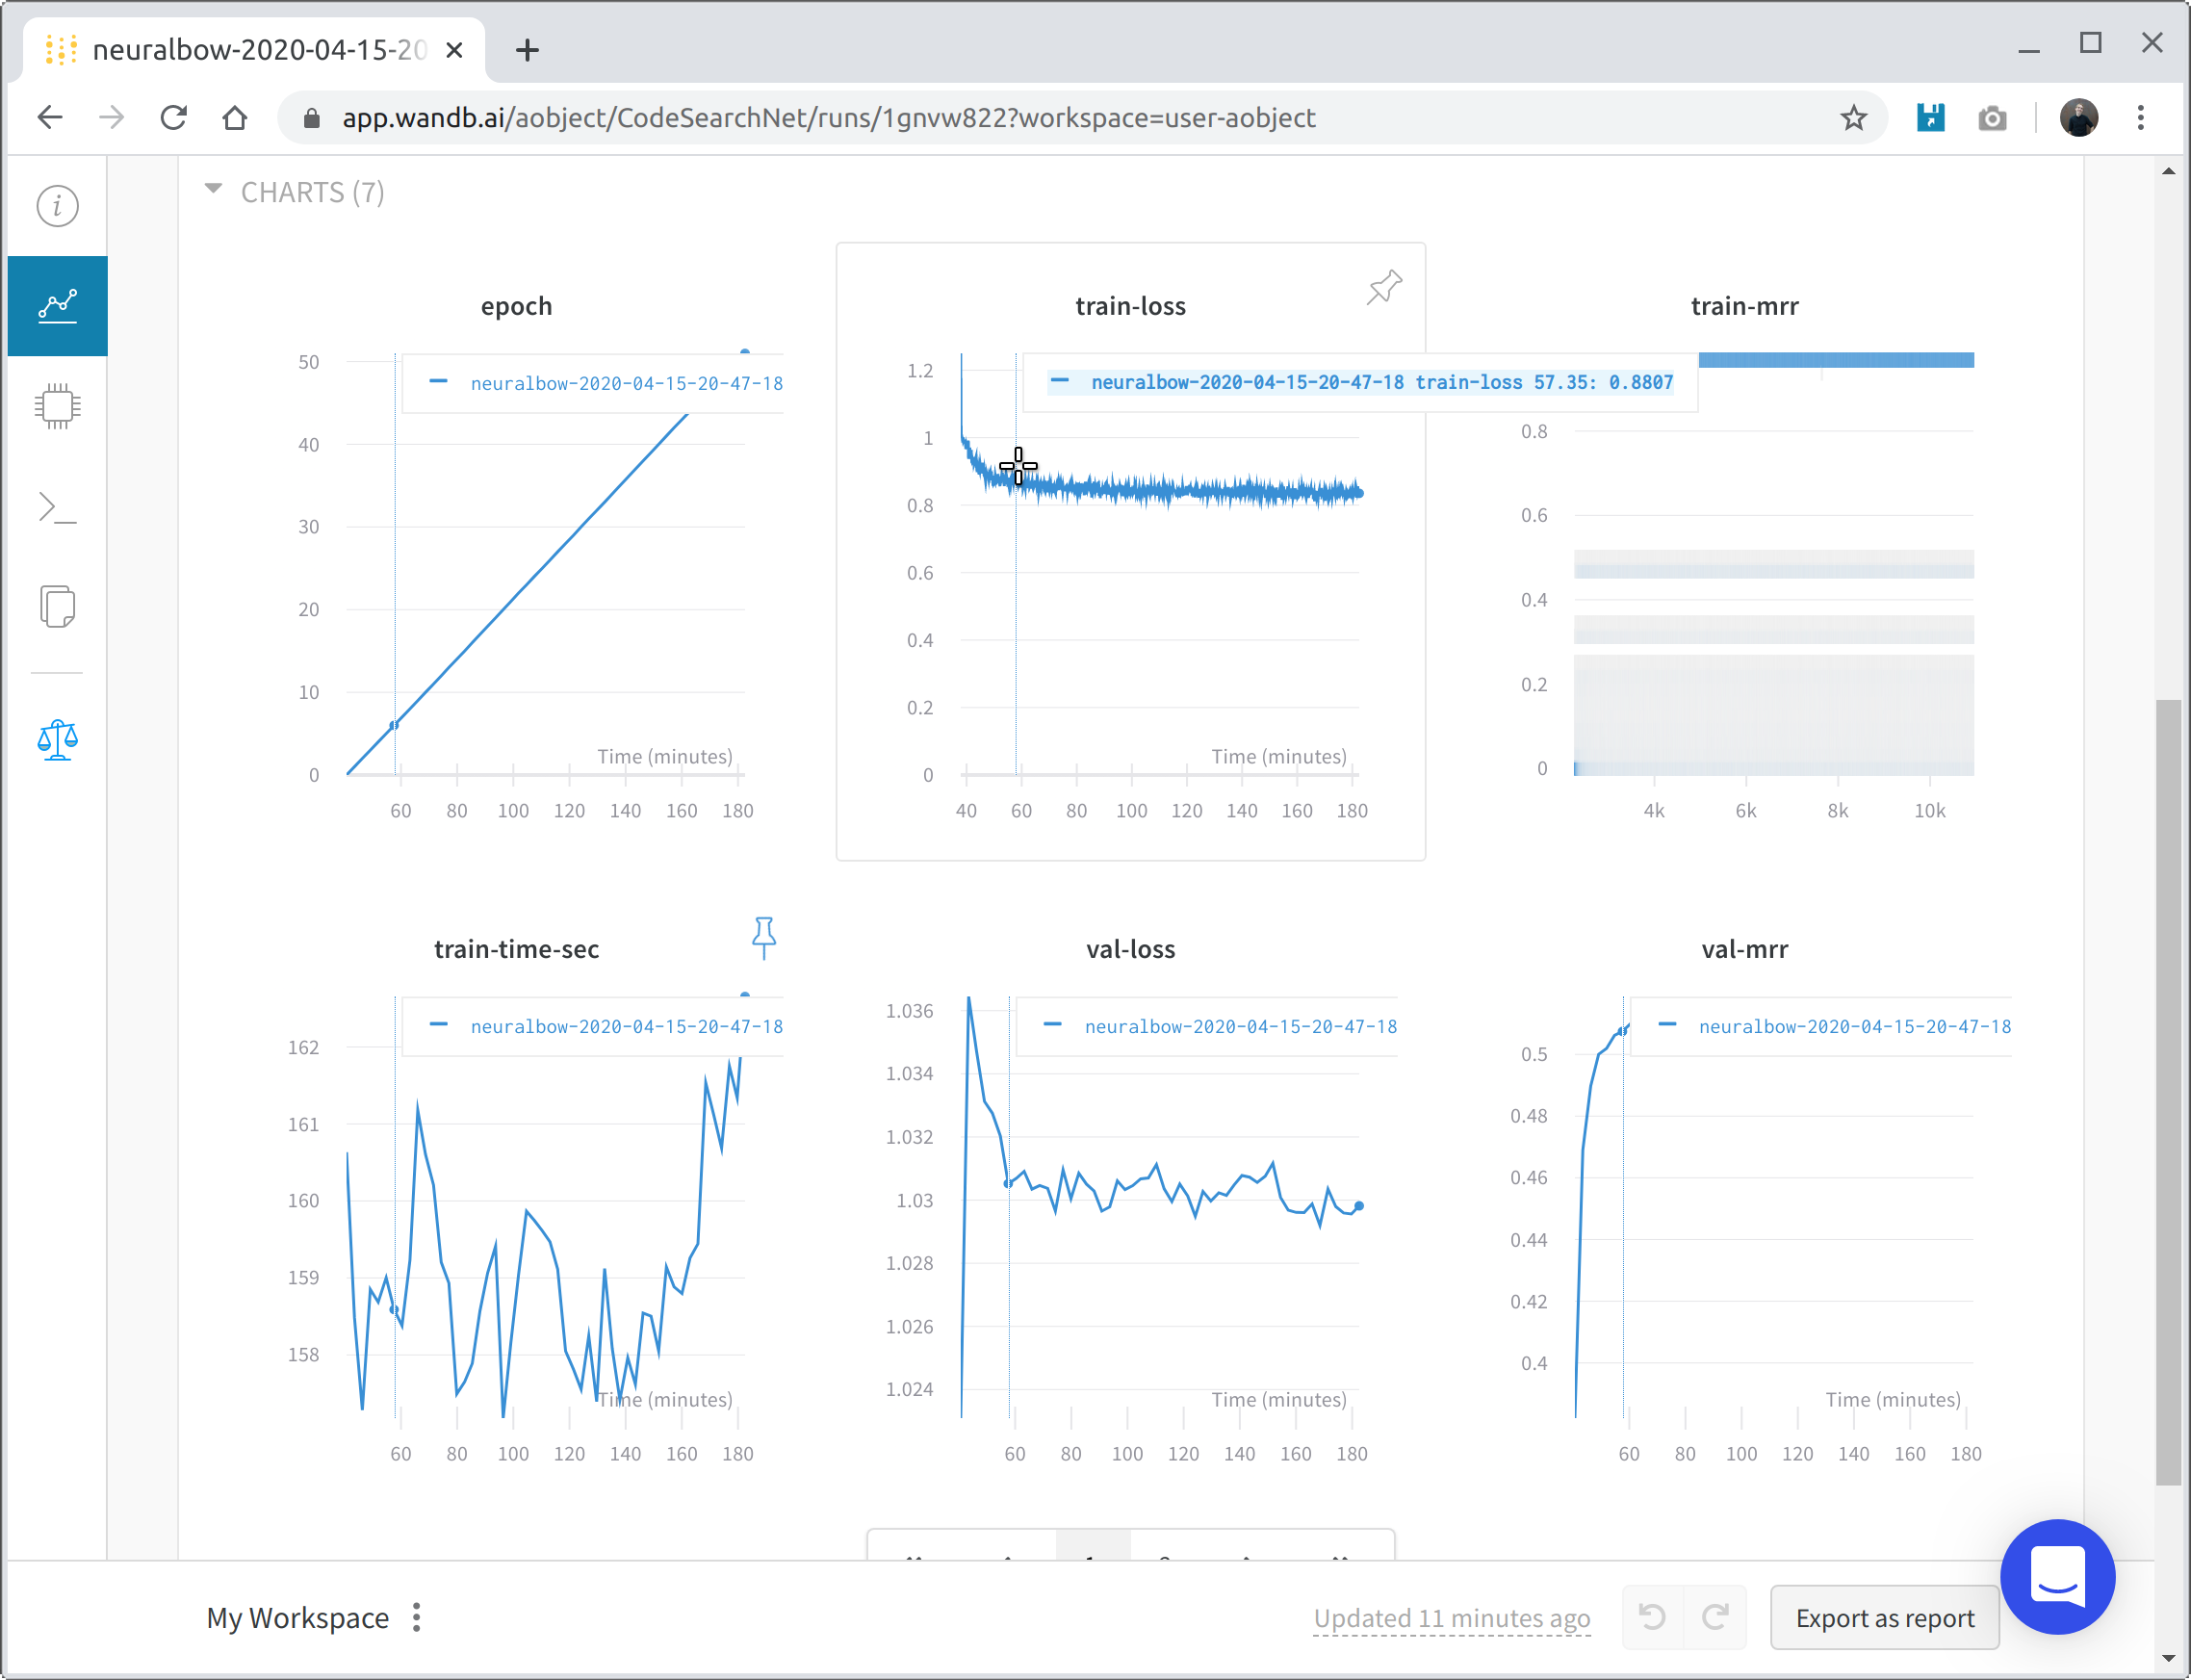 neuralbow-2020-04-15-20
app.wandb.ai/aobject/CodeSearchNet/runs/1gnvw822?workspace=user-aobject
CHARTS (7)
epoch
50
40
30
20
10
0
neuralbow-2020-04-15-20-47-18
Time (minutes)
60 80 100 120 140 160 180
train-loss
1.2
1
0.8
0.6
0.4
0.2
0
neuralbow-2020-04-15-20-47-18 train-loss 57.35: 0.8807
Time (minutes)
40 60 80 100 120 140 160 180
train-mrr
0.8
0.6
0.4
0.2
0
4k 6k 8k 10k
train-time-sec
162
161
160
159
158
neuralbow-2020-04-15-20-47-18
Time (minutes)
60 80 100 120 140 160 180
val-loss
1.036
1.034
1.032
1.03
1.028
1.026
1.024
neuralbow-2020-04-15-20-47-18
Time (minutes)
60 80 100 120 140 160 180
val-mrr
0.5
0.48
0.46
0.44
0.42
0.4
neuralbow-2020-04-15-20-47-18
Time (minutes)
60 80 100 120 140 160 180
My Workspace
Updated 11 minutes ago
Export as report